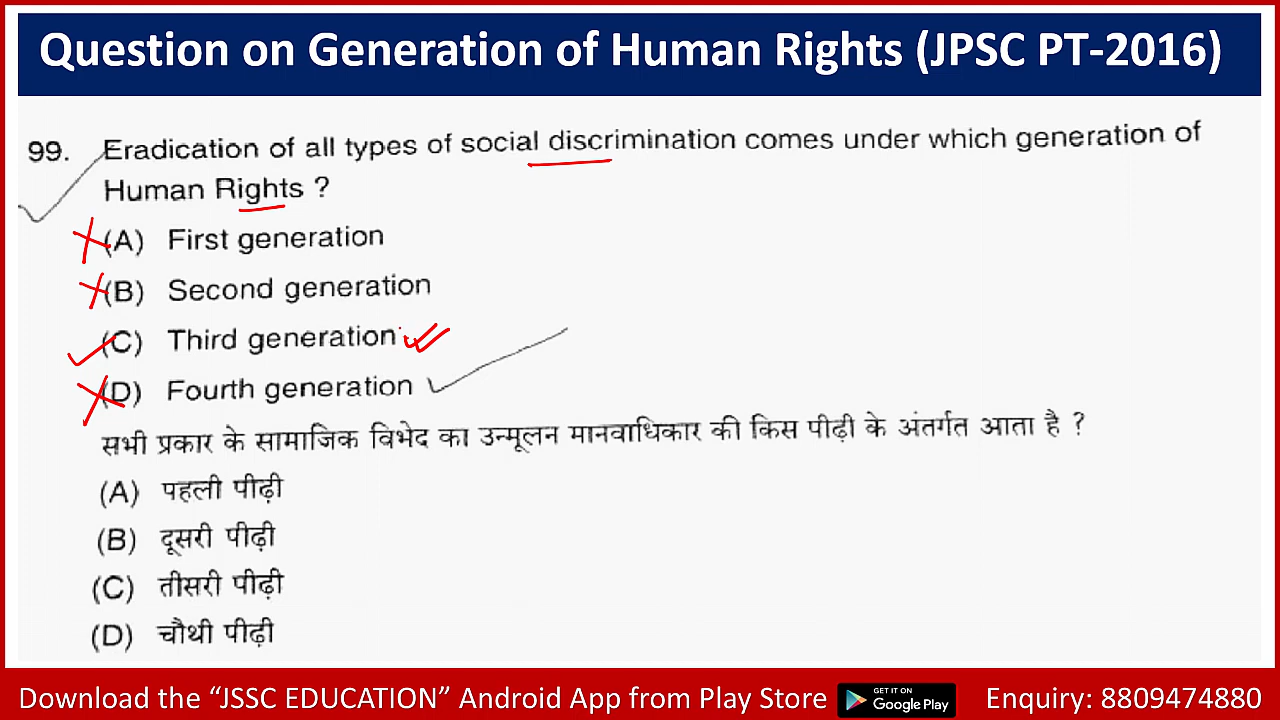 Question on Generation of Human Rights (JPSC PT-2016)
99. Eradication of all types of social discrimination comes under which generation of
Human Rights ?
(A) First generation
(B) Second generation
(C) Third generation
(D) Fourth generation
सभी प्रकार के सामाजिक विभेद का उन्मूलन मानवाधिकार की किस पीढ़ी के अंतर्गत आता है ?
(A) पहली पीढ़ी
(B) दूसरी पीढ़ी
(C) तीसरी पीढ़ी
(D) चौथी पीढ़ी
Download the “JSSC EDUCATION” Android App from Play Store GET IT ON Google Play Enquiry: 8809474880